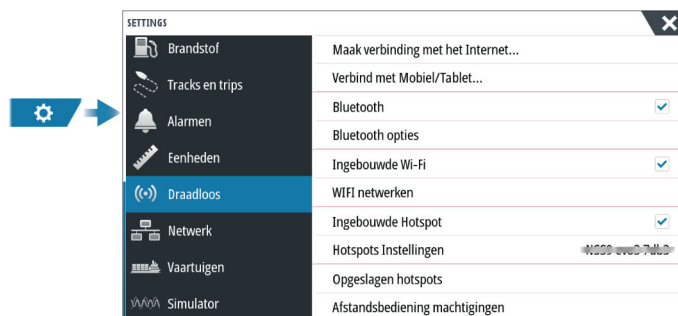 SETTINGS
Brandstof
Tracks en trips
Alarmen
Eenheden
Draadloos
Netwerk
Vaartuigen
Simulator
Maak verbinding met het Internet...
Verbind met Mobiel/Tablet...
Bluetooth
Bluetooth opties
Ingebouwde Wi-Fi
WIFI netwerken
Ingebouwde Hotspot
Hotspots Instellingen
Opgeslagen hotspots
Afstandsbediening machtigingen